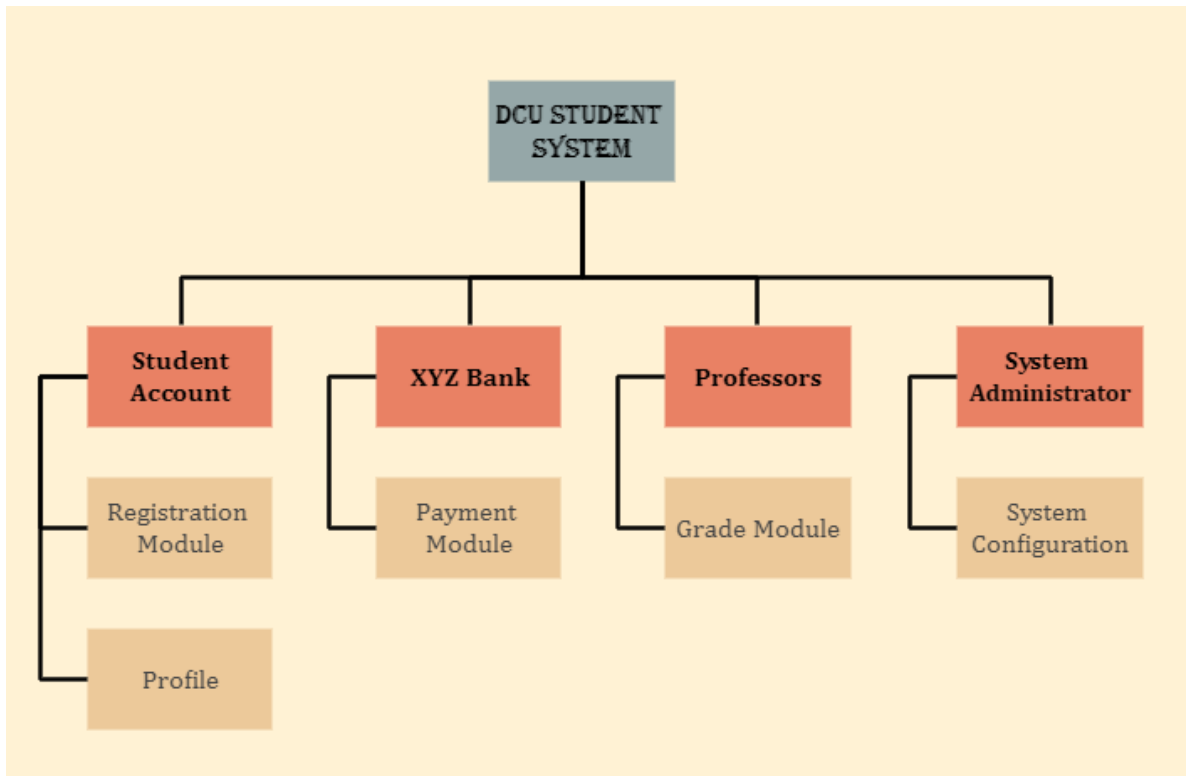 DCU STUDENT
SYSTEM
Student
Account
XYZ Bank
Professors
System
Administrator
Registration
Module
Payment
Module
Grade Module
System
Configuration
Profile